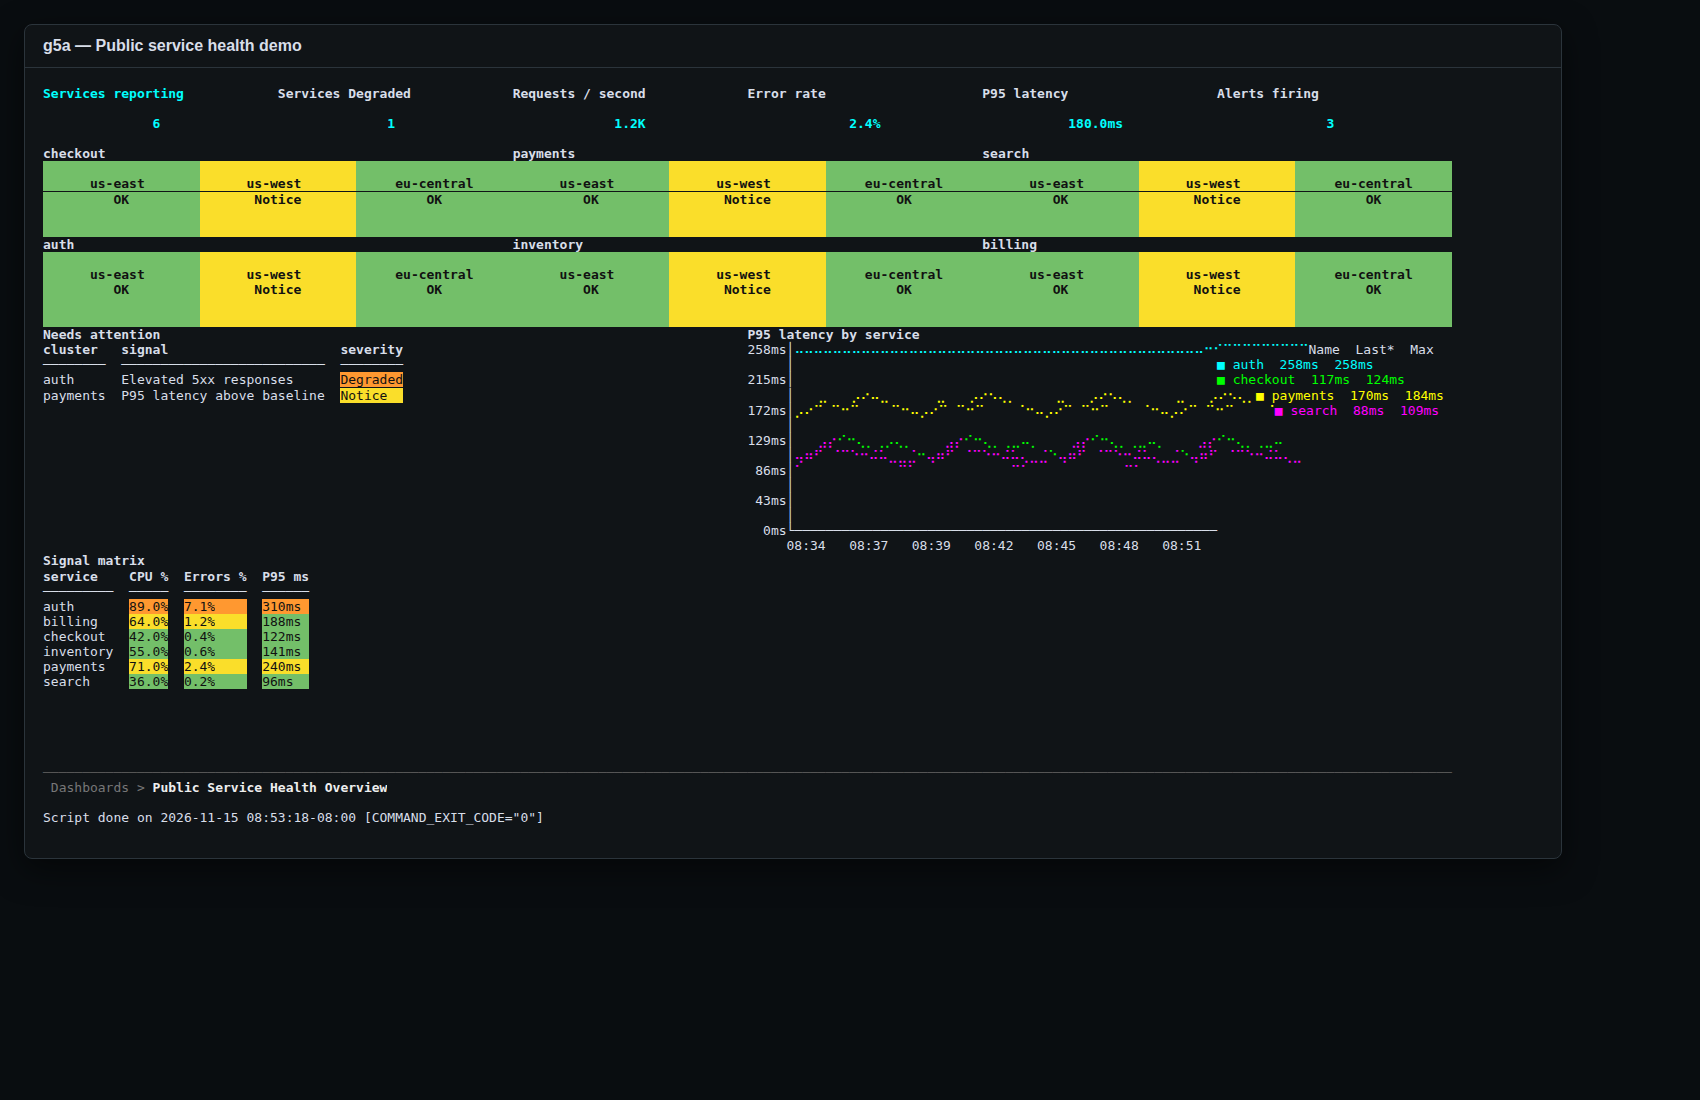 g5a — Public service health demo
Services reporting Services Degraded Requests / second Error rate P95 latency Alerts firing
6 1 1.2K 2.4% 180.0ms 3
checkout payments search
us-east us-west eu-central us-east us-west eu-central us-east us-west eu-central
OK Notice OK OK Notice OK OK Notice OK
auth inventory billing
us-east us-west eu-central us-east us-west eu-central us-east us-west eu-central
OK Notice OK OK Notice OK OK Notice OK
Needs attention
cluster signal severity
auth Elevated 5xx responses Degraded
payments P95 latency above baseline Notice
P95 latency by service
258ms
215ms
172ms
129ms
86ms
43ms
0ms
08:34 08:37 08:39 08:42 08:45 08:48 08:51
Name Last* Max
auth 258ms 258ms
checkout 117ms 124ms
payments 170ms 184ms
search 88ms 109ms
Signal matrix
service CPU % Errors % P95 ms
auth 89.0% 7.1% 310ms
billing 64.0% 1.2% 188ms
checkout 42.0% 0.4% 122ms
inventory 55.0% 0.6% 141ms
payments 71.0% 2.4% 240ms
search 36.0% 0.2% 96ms
Dashboards > Public Service Health Overview
Script done on 2026-11-15 08:53:18-08:00 [COMMAND_EXIT_CODE="0"]